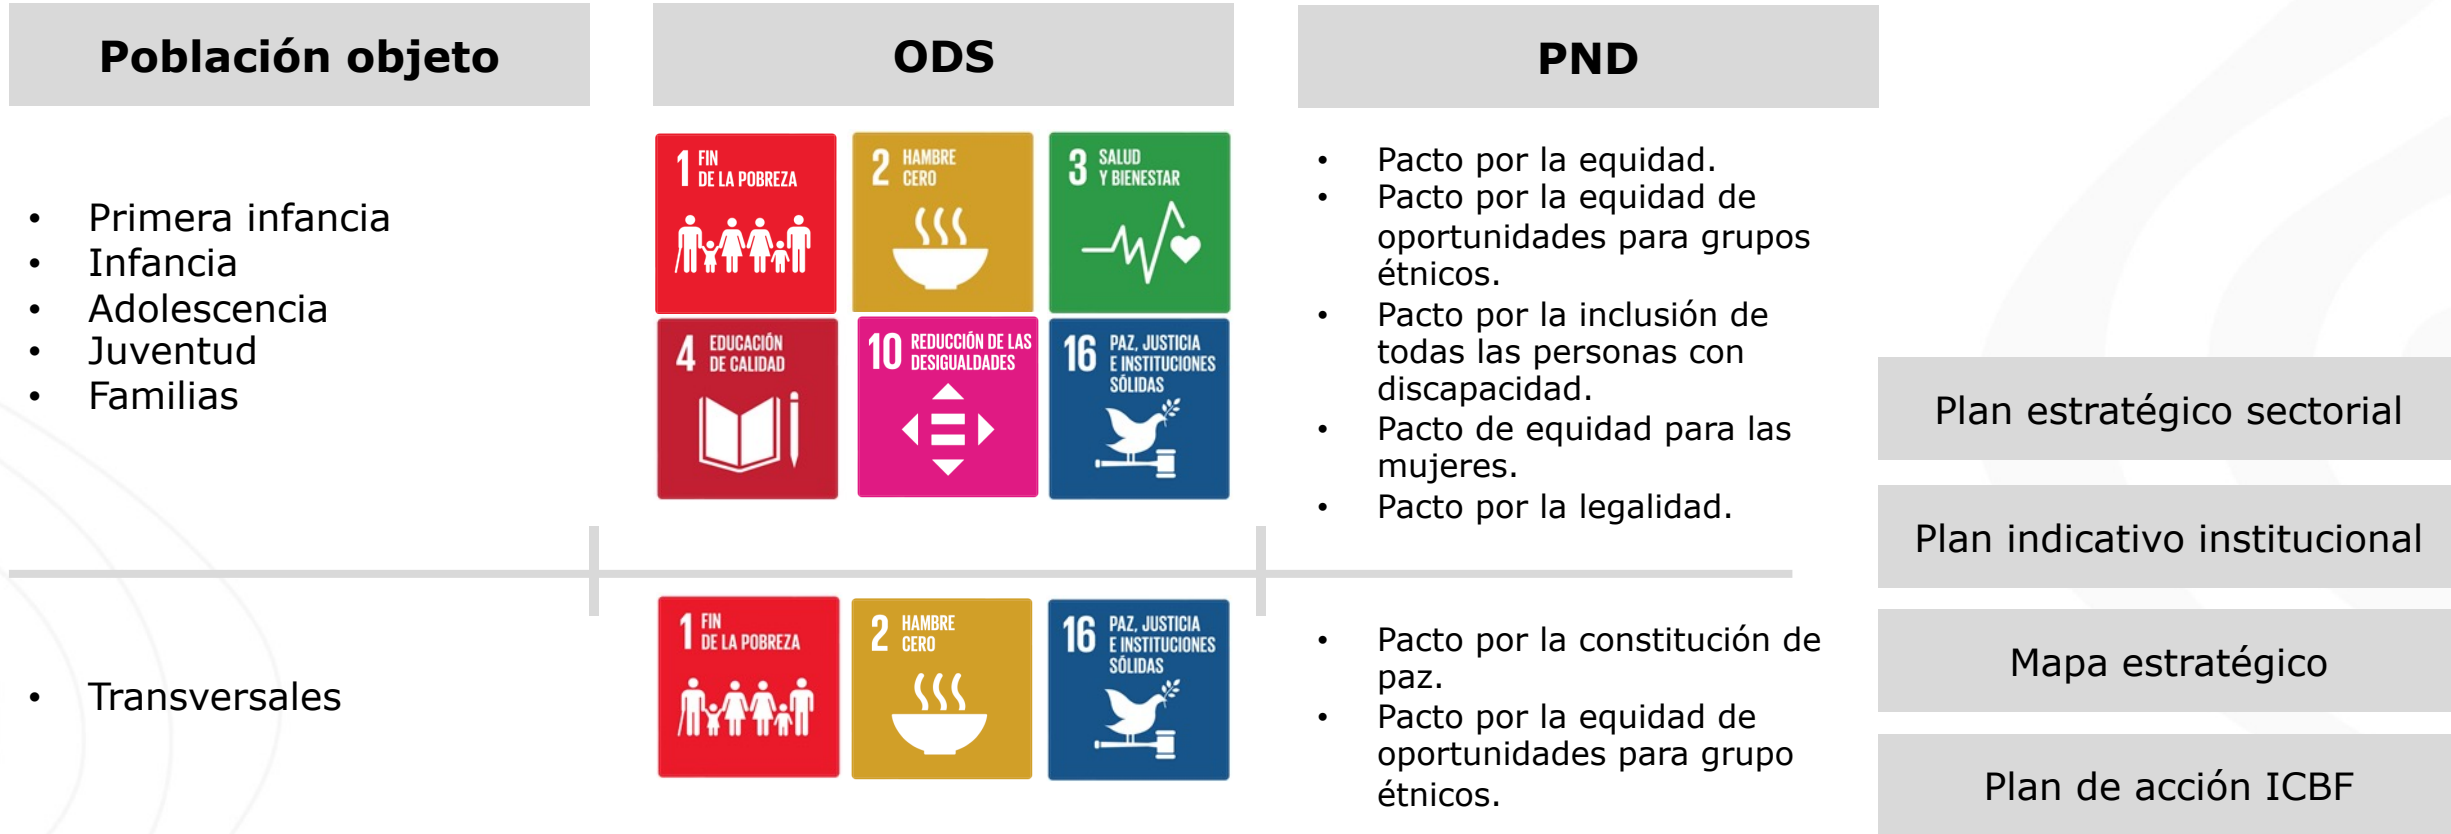 Población objeto
ODS
PND
• Primera infancia
• Infancia
• Adolescencia
• Juventud
• Familias
1 FIN
DE LA POBREZA
2 HAMBRE
CERO
3 SALUD
Y BIENESTAR
4 EDUCACIÓN
DE CALIDAD
10 REDUCCIÓN DE LAS
DESIGUALDADES
16 PAZ, JUSTICIA
E INSTITUCIONES
SÓLIDAS
• Pacto por la equidad.
• Pacto por la equidad de
oportunidades para grupos
étnicos.
• Pacto por la inclusión de
todas las personas con
discapacidad.
• Pacto de equidad para las
mujeres.
• Pacto por la legalidad.
• Transversales
1 FIN
DE LA POBREZA
2 HAMBRE
CERO
16 PAZ, JUSTICIA
E INSTITUCIONES
SÓLIDAS
• Pacto por la constitución de
paz.
• Pacto por la equidad de
oportunidades para grupo
étnicos.
Plan estratégico sectorial
Plan indicativo institucional
Mapa estratégico
Plan de acción ICBF